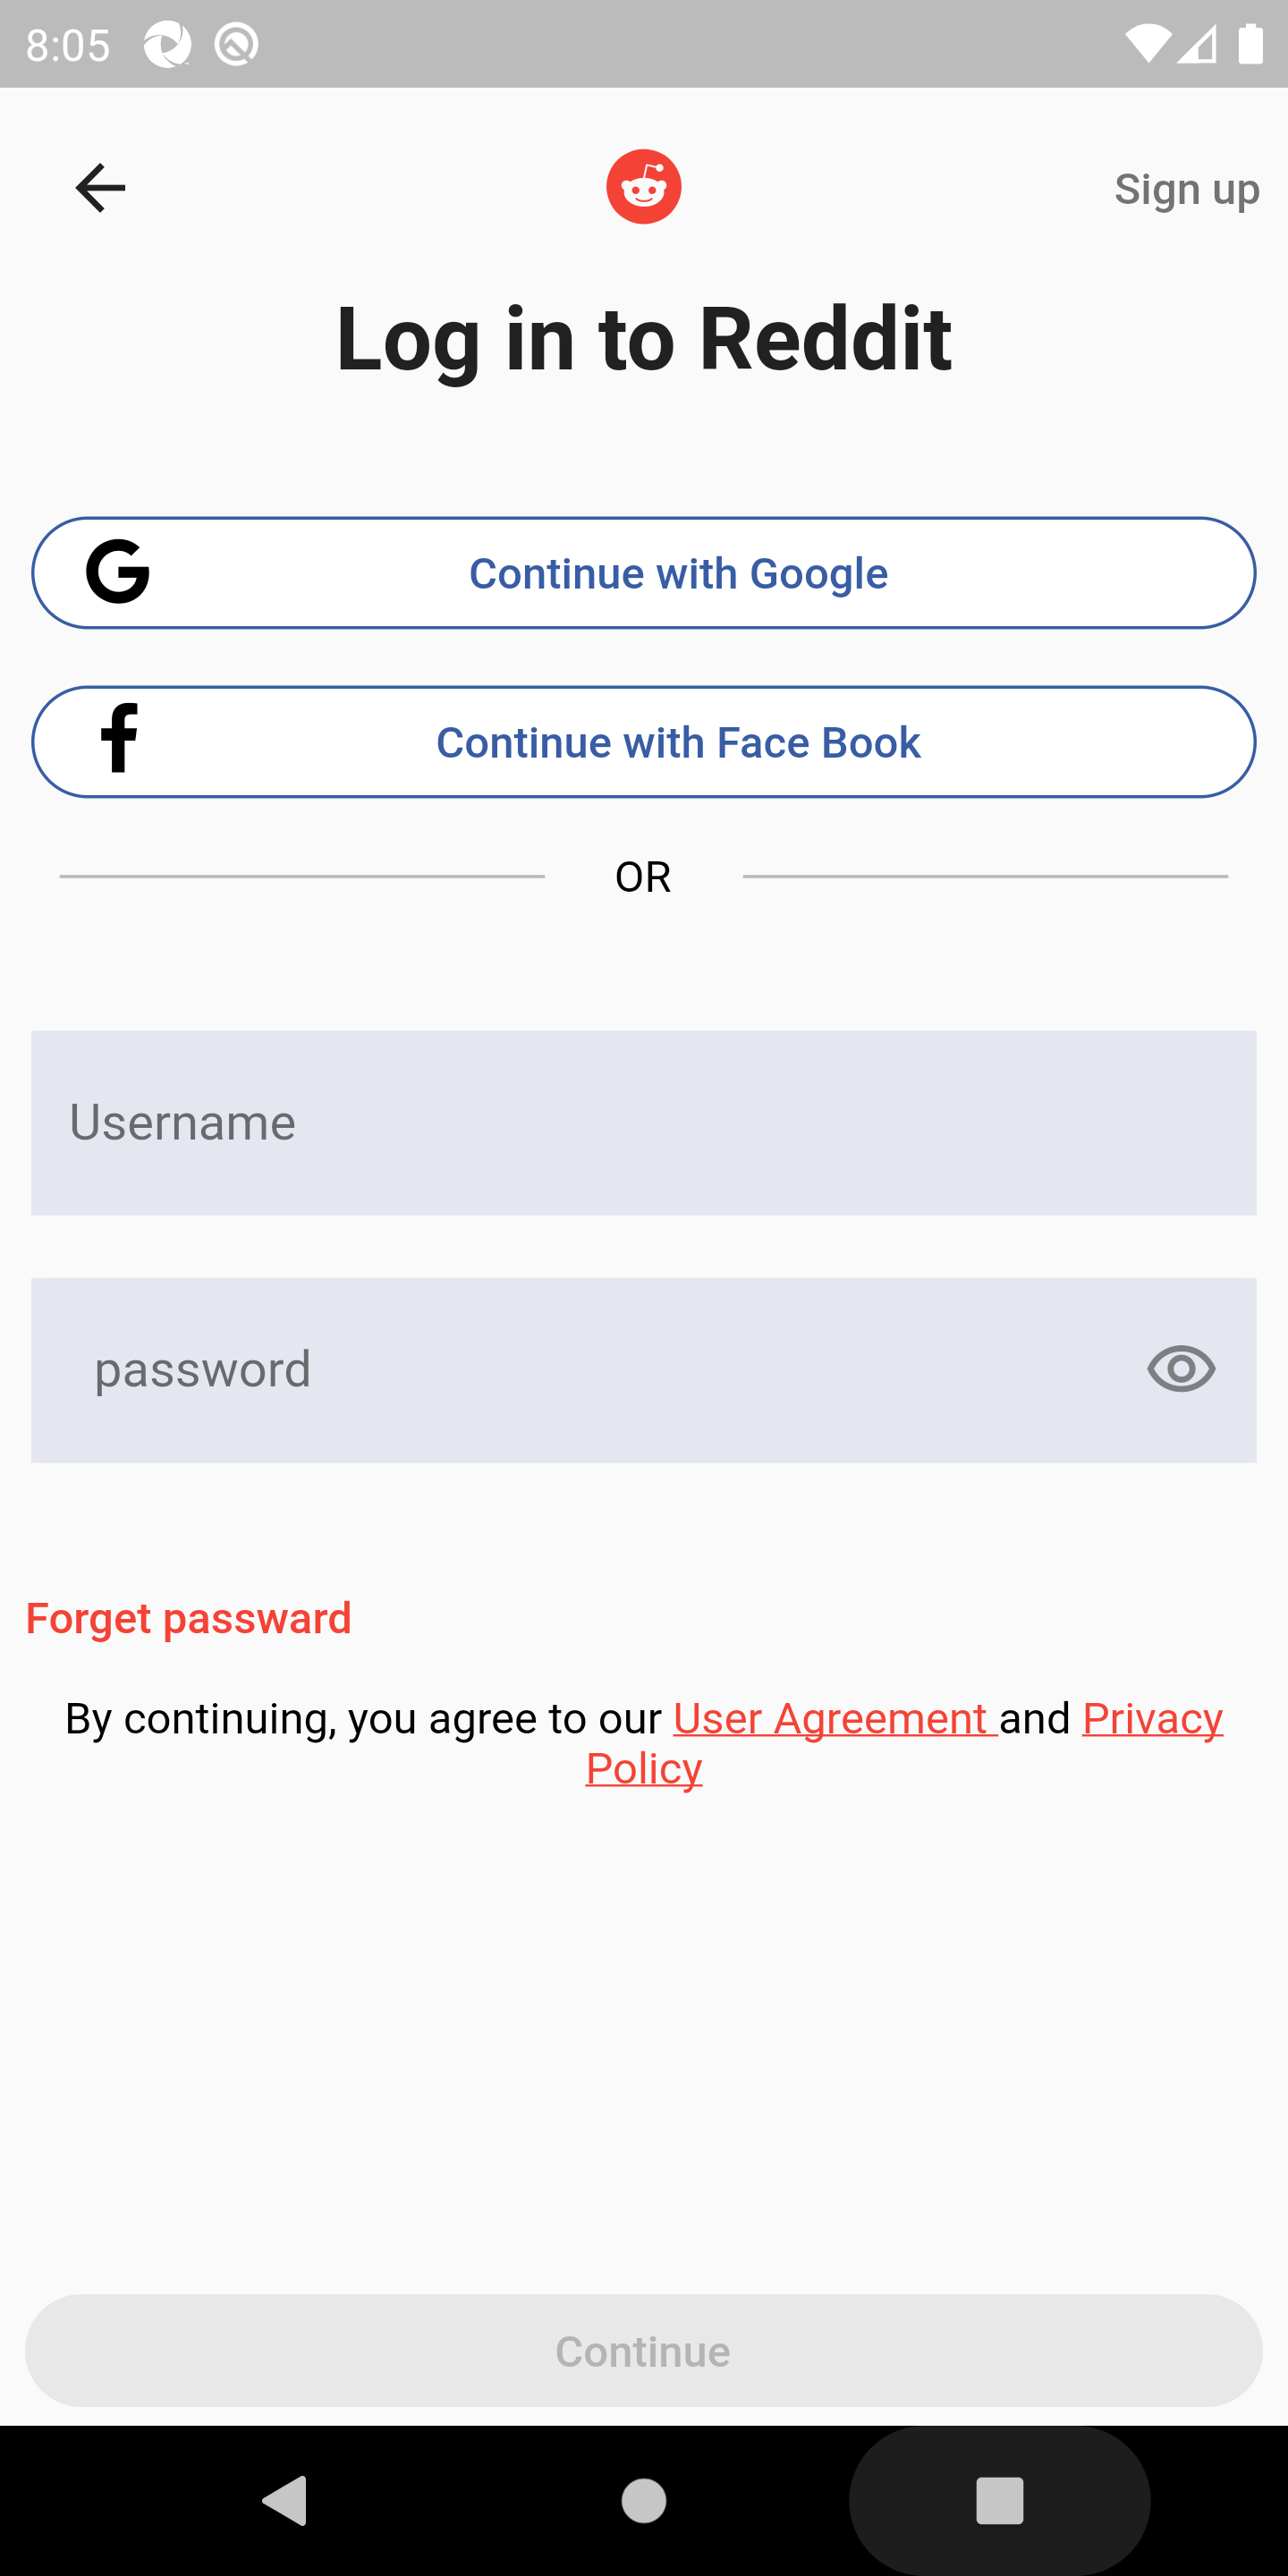 8:05
Sign up
Log in to Reddit
Continue with Google
Continue with Face Book
OR
Username
password
Forget passward
By continuing, you agree to our User Agreement and Privacy
Policy
Continue